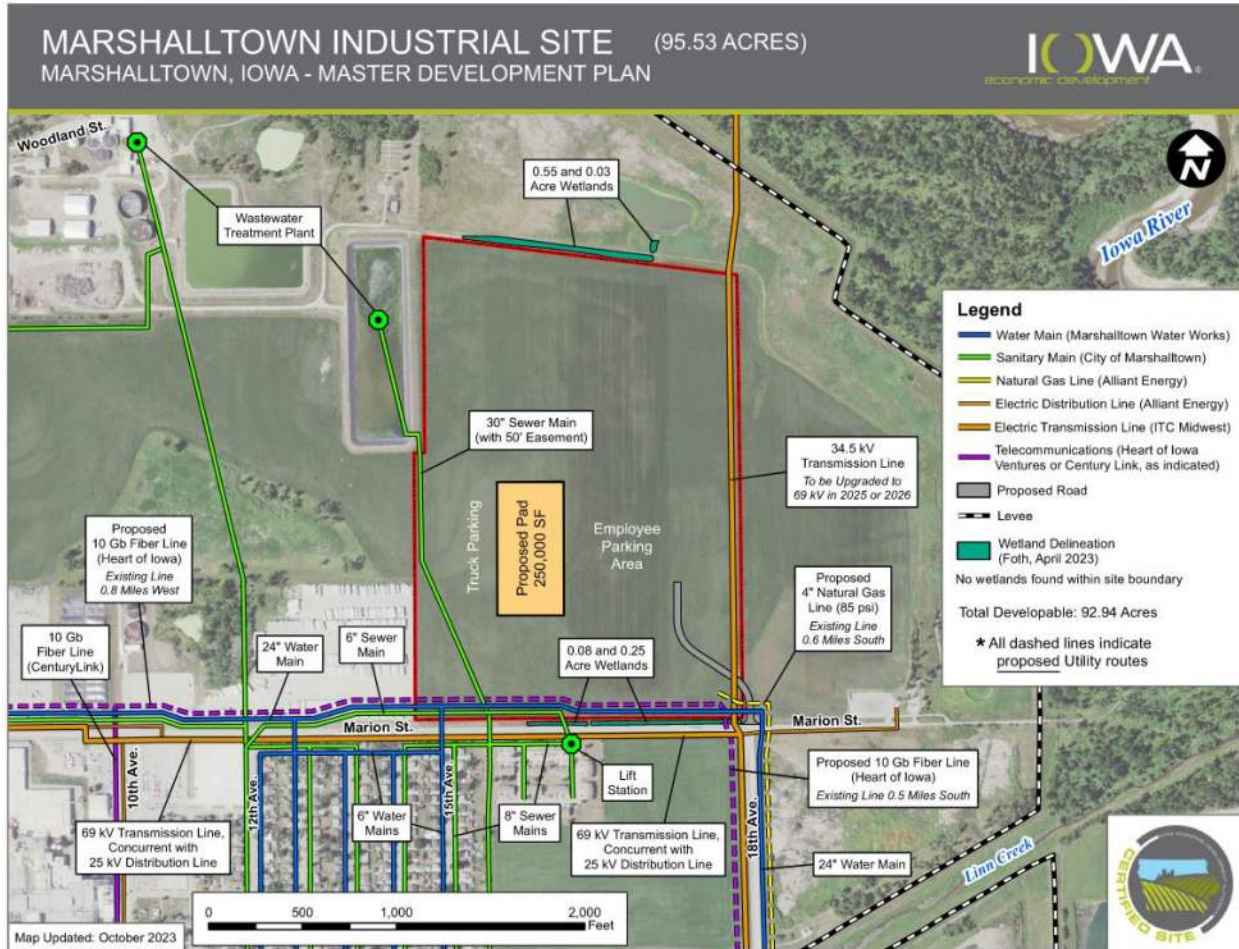 MARSHALLTOWN INDUSTRIAL SITE (95.53 ACRES)
MARSHALLTOWN, IOWA - MASTER DEVELOPMENT PLAN
IOWA
economic development
Woodland St.
N
Iowa River
0.55 and 0.03
Acre Wetlands
Wastewater
Treatment Plant
30" Sewer Main
(with 50' Easement)
34.5 kV
Transmission Line
To be Upgraded to
69 kV in 2025 or 2026
Truck Parking
Proposed Pad
250,000 SF
Employee
Parking
Area
Proposed
10 Gb Fiber Line
(Heart of Iowa)
Existing Line
0.8 Miles West
Proposed
4" Natural Gas
Line (85 psi)
Existing Line
0.6 Miles South
10 Gb
Fiber Line
(CenturyLink)
24" Water
Main
6" Sewer
Main
0.08 and 0.25
Acre Wetlands
Marion St.
Marion St.
Lift
Station
Proposed 10 Gb Fiber Line
(Heart of Iowa)
Existing Line 0.5 Miles South
10th Ave.
12th Ave.
15th Ave.
18th Ave.
69 kV Transmission Line,
Concurrent with
25 kV Distribution Line
6" Water
Mains
8" Sewer
Mains
69 kV Transmission Line,
Concurrent with
25 kV Distribution Line
24" Water Main
Linn Creek
Legend
Water Main (Marshalltown Water Works)
Sanitary Main (City of Marshalltown)
Natural Gas Line (Alliant Energy)
Electric Distribution Line (Alliant Energy)
Electric Transmission Line (ITC Midwest)
Telecommunications (Heart of Iowa
Ventures or Century Link, as indicated)
Proposed Road
Levee
Wetland Delineation
(Foth, April 2023)
No wetlands found within site boundary
Total Developable: 92.94 Acres
* All dashed lines indicate
proposed Utility routes
0 500 1,000 2,000
Feet
Map Updated: October 2023
CERTIFIED SITE